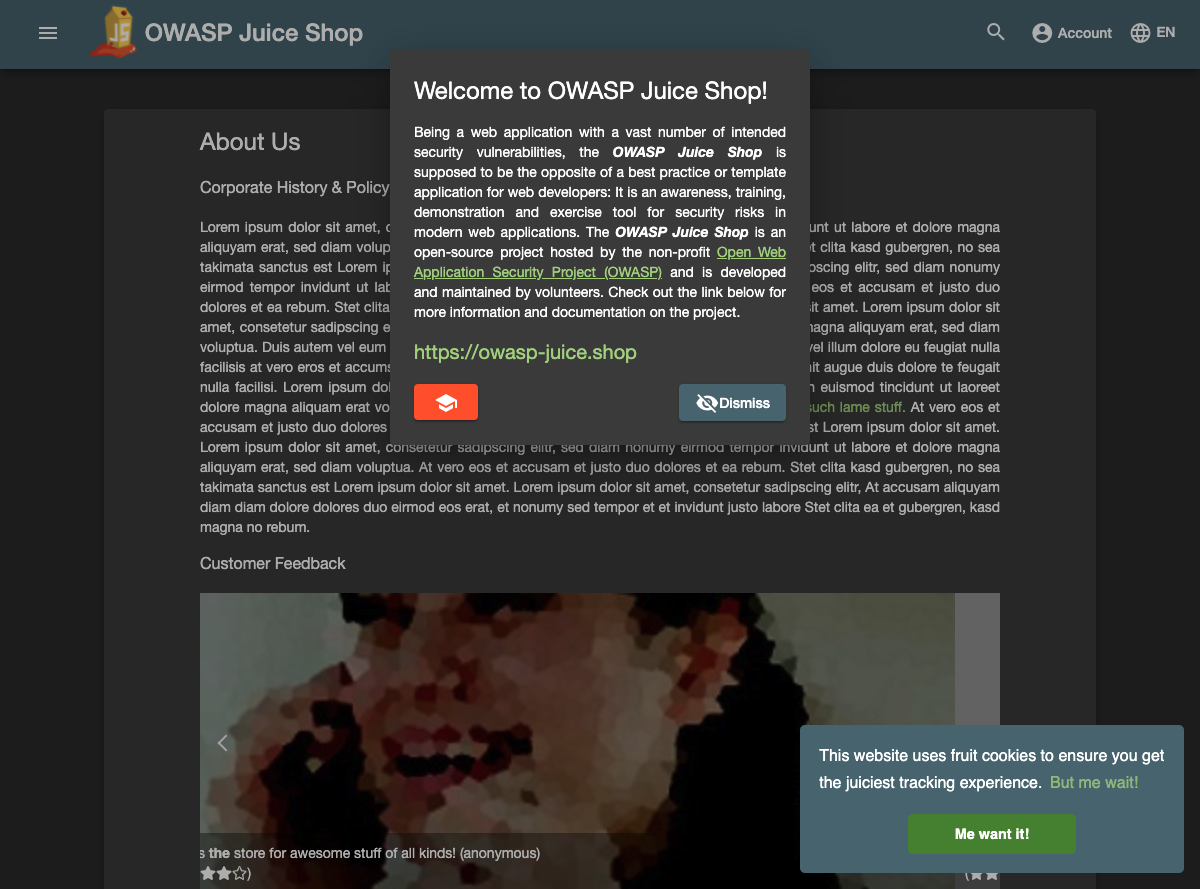 OWASP Juice Shop
Account
EN
Welcome to OWASP Juice Shop!
Being a web application with a vast number of intended
security vulnerabilities, the OWASP Juice Shop is
supposed to be the opposite of a best practice or template
application for web developers: It is an awareness, training,
demonstration and exercise tool for security risks in
modern web applications. The OWASP Juice Shop is an
open-source project hosted by the non-profit Open Web
Application Security Project (OWASP) and is developed
and maintained by volunteers. Check out the link below for
more information and documentation on the project.
https://owasp-juice.shop
Dismiss
About Us
Corporate History & Policy
Lorem ipsum dolor sit amet, unt ut labore et dolore magna
aliquyam erat, sed diam volup t clita kasd gubergren, no sea
takimata sanctus est Lorem ip scing elitr, sed diam nonumy
eirmod tempor invidunt ut lab eos et accusam et justo duo
dolores et ea rebum. Stet clita sit amet. Lorem ipsum dolor sit
amet, consetetur sadipscing e magna aliquyam erat, sed diam
voluptua. Duis autem vel eum vel illum dolore eu feugiat nulla
facilisis at vero eros et accums nit augue duis dolore te feugait
nulla facilisi. Lorem ipsum dol n euismod tincidunt ut laoreet
dolore magna aliquam erat vo such lame stuff. At vero eos et
accusam et justo duo dolores st Lorem ipsum dolor sit amet.
Lorem ipsum dolor sit amet, consetetur sadipscing elitr, sed diam nonumy eirmod tempor invidunt ut labore et dolore magna
aliquyam erat, sed diam voluptua. At vero eos et accusam et justo duo dolores et ea rebum. Stet clita kasd gubergren, no sea
takimata sanctus est Lorem ipsum dolor sit amet. Lorem ipsum dolor sit amet, consetetur sadipscing elitr, At accusam aliquyam
diam diam dolore dolores duo eirmod eos erat, et nonumy sed tempor et et invidunt justo labore Stet clita ea et gubergren, kasd
magna no rebum.
Customer Feedback
s the store for awesome stuff of all kinds! (anonymous)
This website uses fruit cookies to ensure you get
the juiciest tracking experience. But me wait!
Me want it!